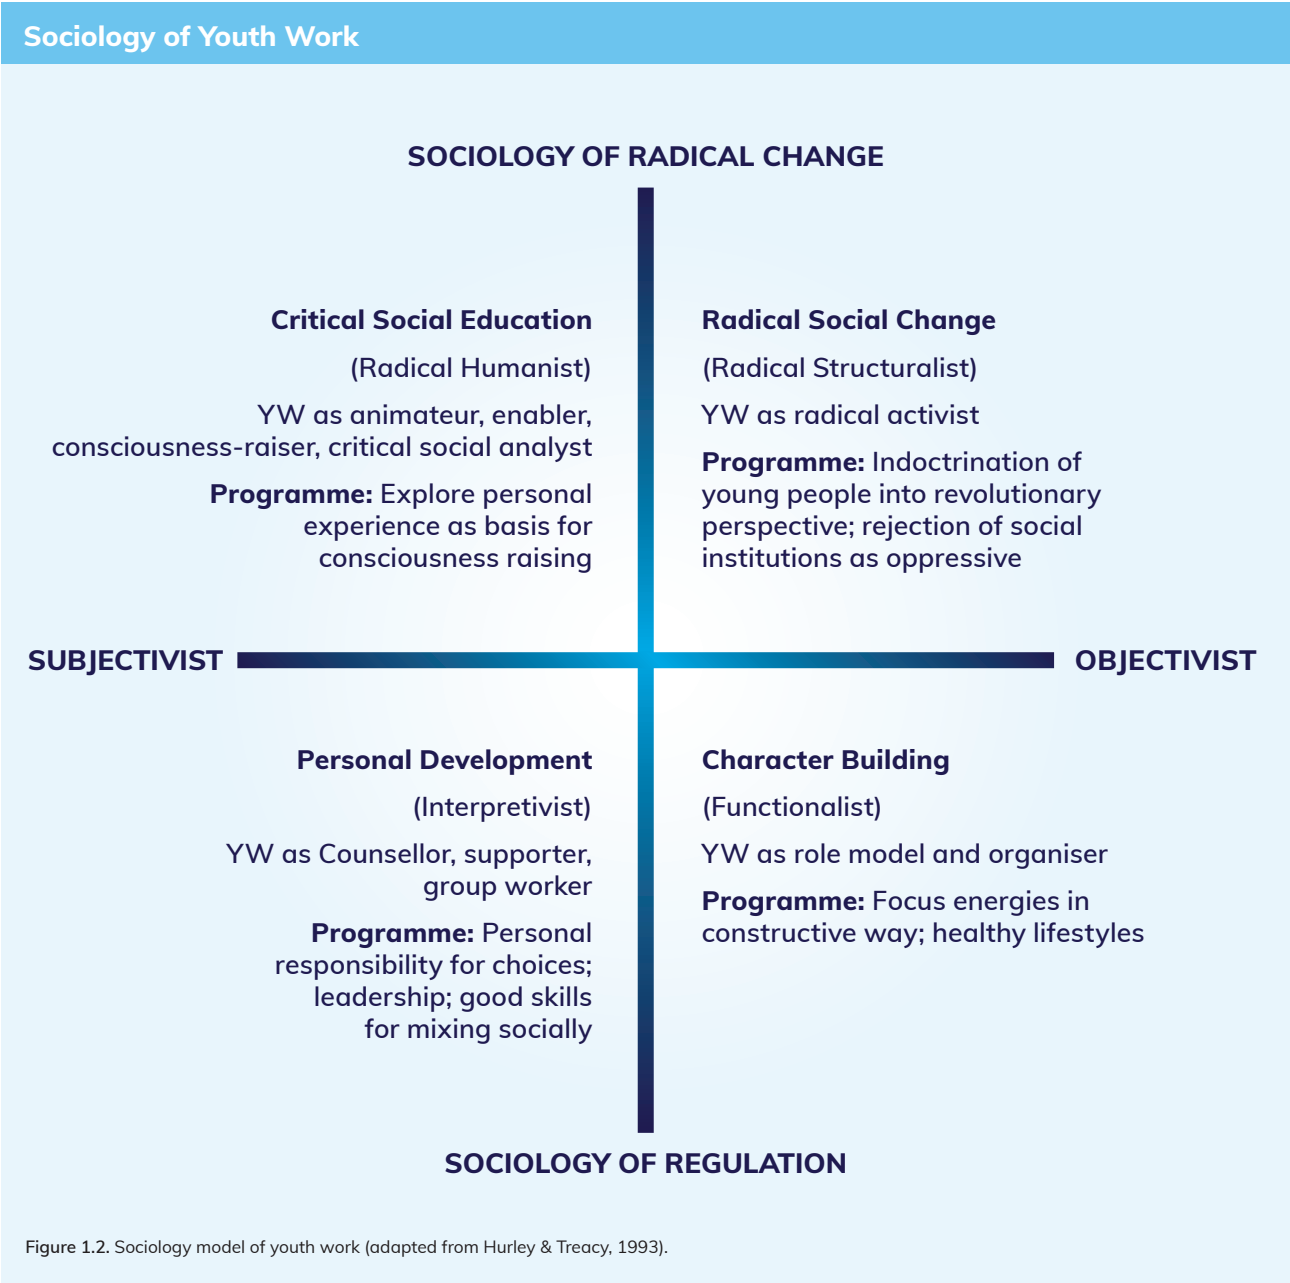 Sociology of Youth Work
SOCIOLOGY OF RADICAL CHANGE
Critical Social Education
(Radical Humanist)
YW as animateur, enabler,
consciousness-raiser, critical social analyst
Programme: Explore personal
experience as basis for
consciousness raising
Radical Social Change
(Radical Structuralist)
YW as radical activist
Programme: Indoctrination of
young people into revolutionary
perspective; rejection of social
institutions as oppressive
SUBJECTIVIST
OBJECTIVIST
Personal Development
(Interpretivist)
YW as Counsellor, supporter,
group worker
Programme: Personal
responsibility for choices;
leadership; good skills
for mixing socially
Character Building
(Functionalist)
YW as role model and organiser
Programme: Focus energies in
constructive way; healthy lifestyles
SOCIOLOGY OF REGULATION
Figure 1.2. Sociology model of youth work (adapted from Hurley & Treacy, 1993).